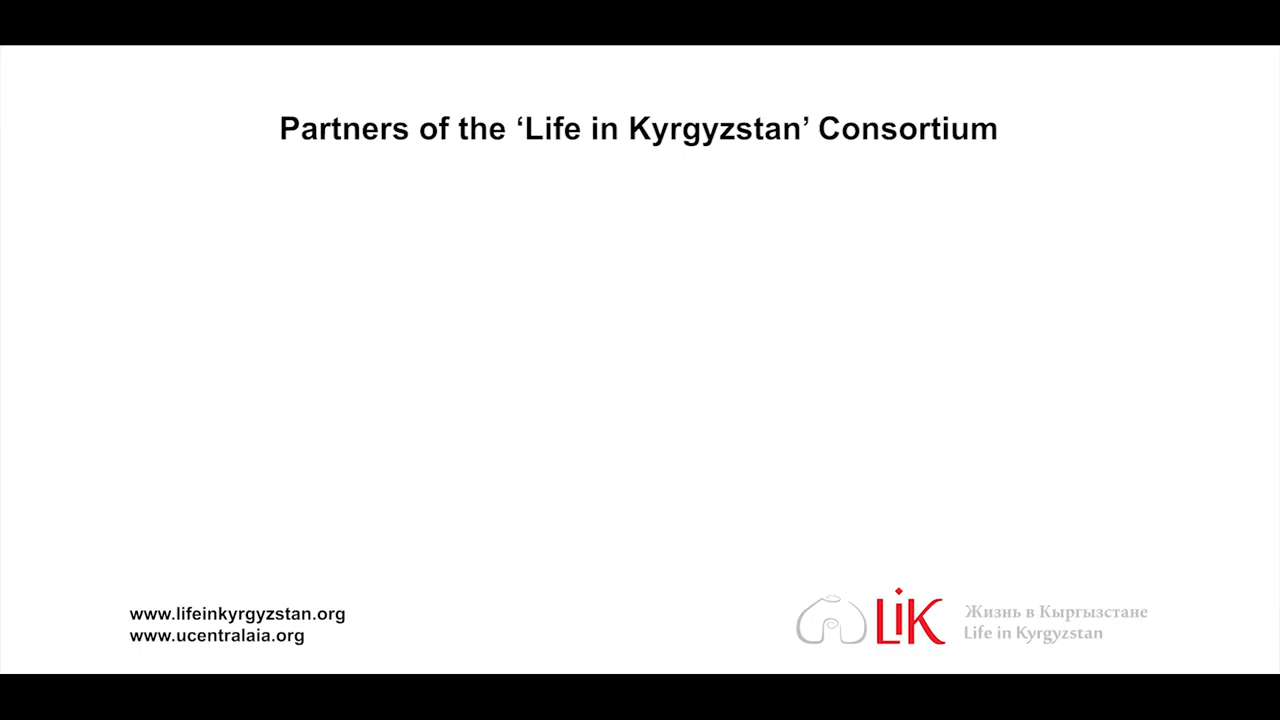 Partners of the ‘Life in Kyrgyzstan’ Consortium
www.lifeinkyrgyzstan.org
www.ucentralaia.org
LiK
Жизнь в Кыргызстане
Life in Kyrgyzstan